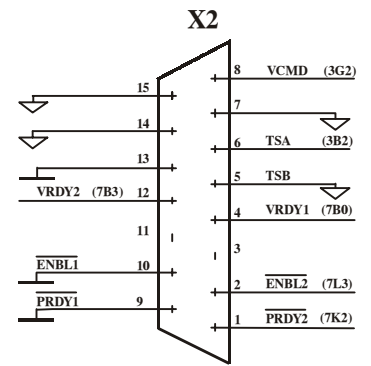 X2
8 VCMD (3G2)
15
7
14
6 TSA (3B2)
13
5 TSB
VRDY2 (7B3) 12
4 VRDY1 (7B0)
11
3
ENBL1 10
2 ENBL2 (7L3)
PRDY1 9
1 PRDY2 (7K2)